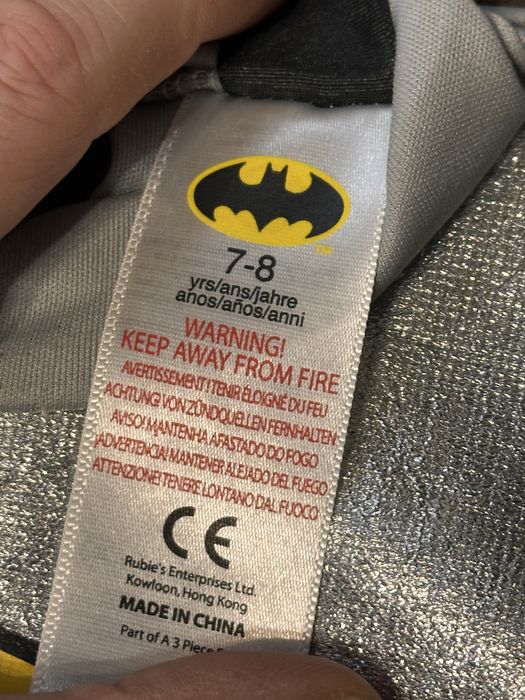 7-8
yrs/ans/jahre
anos/años/anni
WARNING!
KEEP AWAY FROM FIRE
AVERTISSEMENT! TENIR ÉLOIGNÉ DU FEU
ACHTUNG! VON ZÜNDQUELLEN FERNHALTEN
AVISO! MANTENHA AFASTADO DO FOGO
ADVERTENCIA! MANTENER ALEJADO DEL FUEGO
ATTENZIONE! TENERE LONTANO DAL FUOCO
CE
Rubie's Enterprises Ltd.
Kowloon, Hong Kong
MADE IN CHINA
Part of A 3 Piece